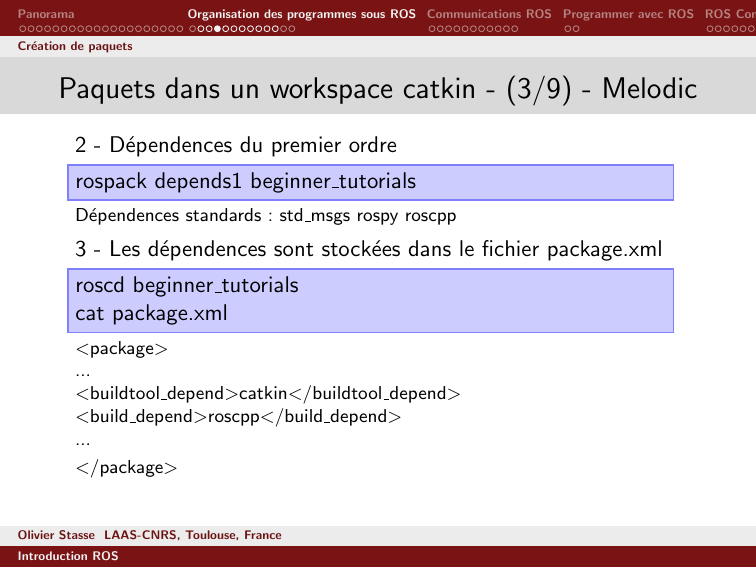 Panorama
Organisation des programmes sous ROS
Communications ROS
Programmer avec ROS
ROS Con
Création de paquets
Paquets dans un workspace catkin - (3/9) - Melodic
2 - Dépendences du premier ordre
rospack depends1 beginner_tutorials
Dépendences standards : std_msgs rospy roscpp
3 - Les dépendences sont stockées dans le fichier package.xml
roscd beginner_tutorials
cat package.xml
<package>
...
<buildtool_depend>catkin</buildtool_depend>
<build_depend>roscpp</build_depend>
...
</package>
Olivier Stasse LAAS-CNRS, Toulouse, France
Introduction ROS